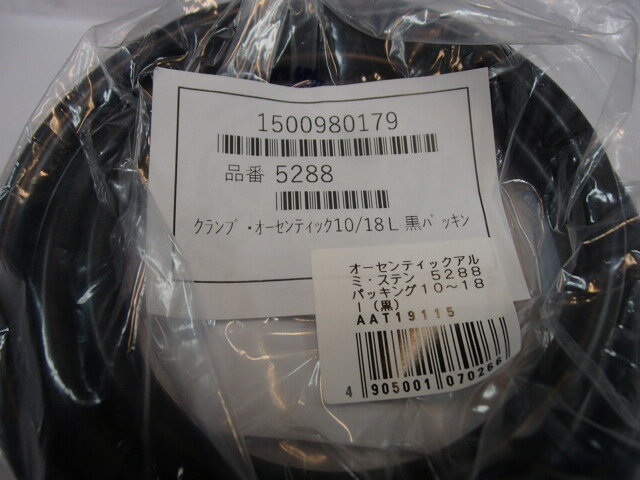 1500980179
品番 5288
クランプ・オーセンティック10/18L 黒パッキン
オーセンティックアル
ミ・ステン 5288
パッキング10～18
l (黒)
AAT19115
4 905001 070266